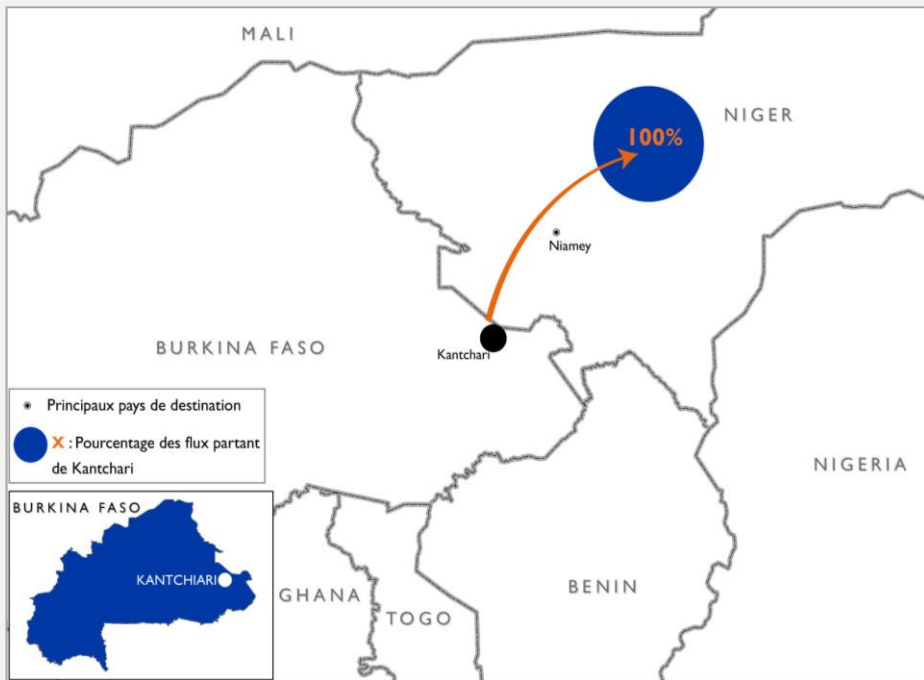 MALI
NIGER
100%
Niamey
BURKINA FASO
Kantchari
Principaux pays de destination
X : Pourcentage des flux partant
de Kantchari
NIGERIA
BURKINA FASO
KANTCHIARI
GHANA
TOGO
BENIN